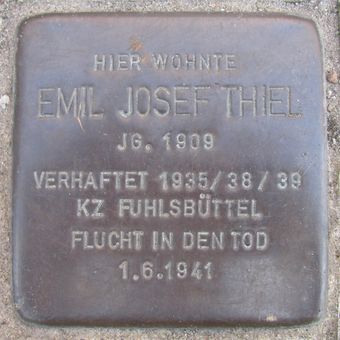 HIER WOHNTE
EMIL JOSEF THIEL
JG. 1909
VERHAFTET 1935/38/39
KZ FUHLSBÜTTEL
FLUCHT IN DEN TOD
1.6.1941